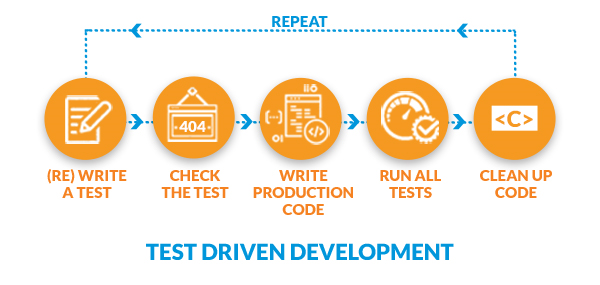 REPEAT
404
<C>
(RE) WRITE
A TEST
CHECK
THE TEST
WRITE
PRODUCTION
CODE
RUN ALL
TESTS
CLEAN UP
CODE
TEST DRIVEN DEVELOPMENT